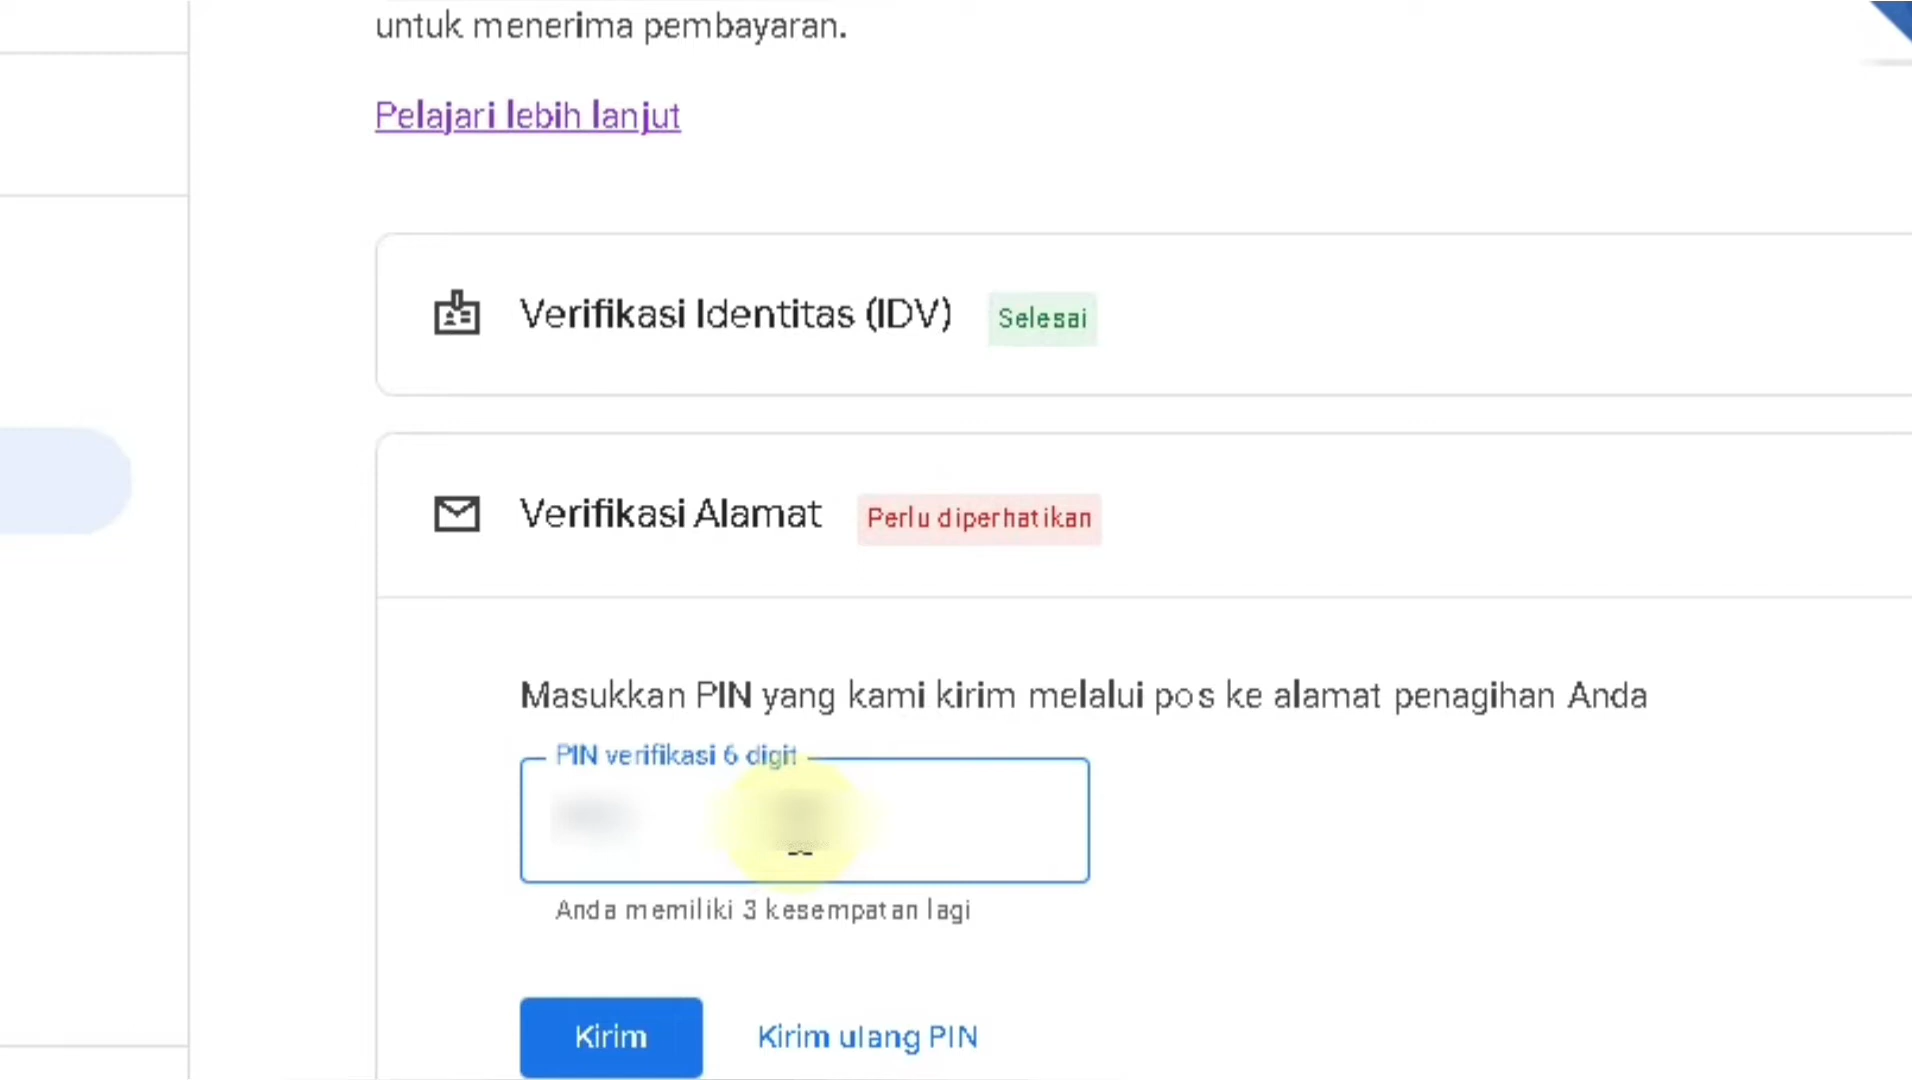 untuk menerima pembayaran.
Pelajari lebih lanjut
Verifikasi Identitas (IDV) Selesai
Verifikasi Alamat Perlu diperhatikan
Masukkan PIN yang kami kirim melalui pos ke alamat penagihan Anda
PIN verifikasi 6 digit
Anda memiliki 3 kesempatan lagi
Kirim Kirim ulang PIN